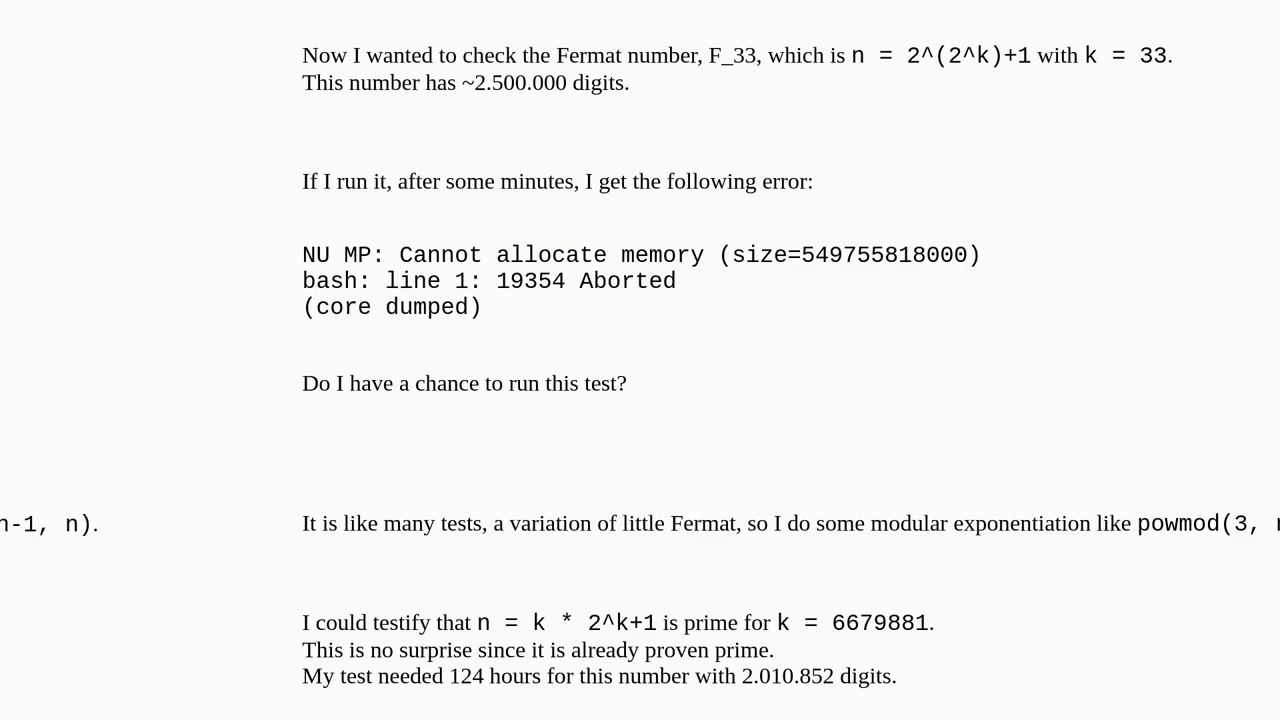 Now I wanted to check the Fermat number, F_33, which is n = 2^(2^k)+1 with k = 33.
This number has ~2.500.000 digits.
If I run it, after some minutes, I get the following error:
NU MP: Cannot allocate memory (size=549755818000)
bash: line 1: 19354 Aborted
(core dumped)
Do I have a chance to run this test?
n-1, n).
It is like many tests, a variation of little Fermat, so I do some modular exponentiation like powmod(3, n
I could testify that n = k * 2^k+1 is prime for k = 6679881.
This is no surprise since it is already proven prime.
My test needed 124 hours for this number with 2.010.852 digits.